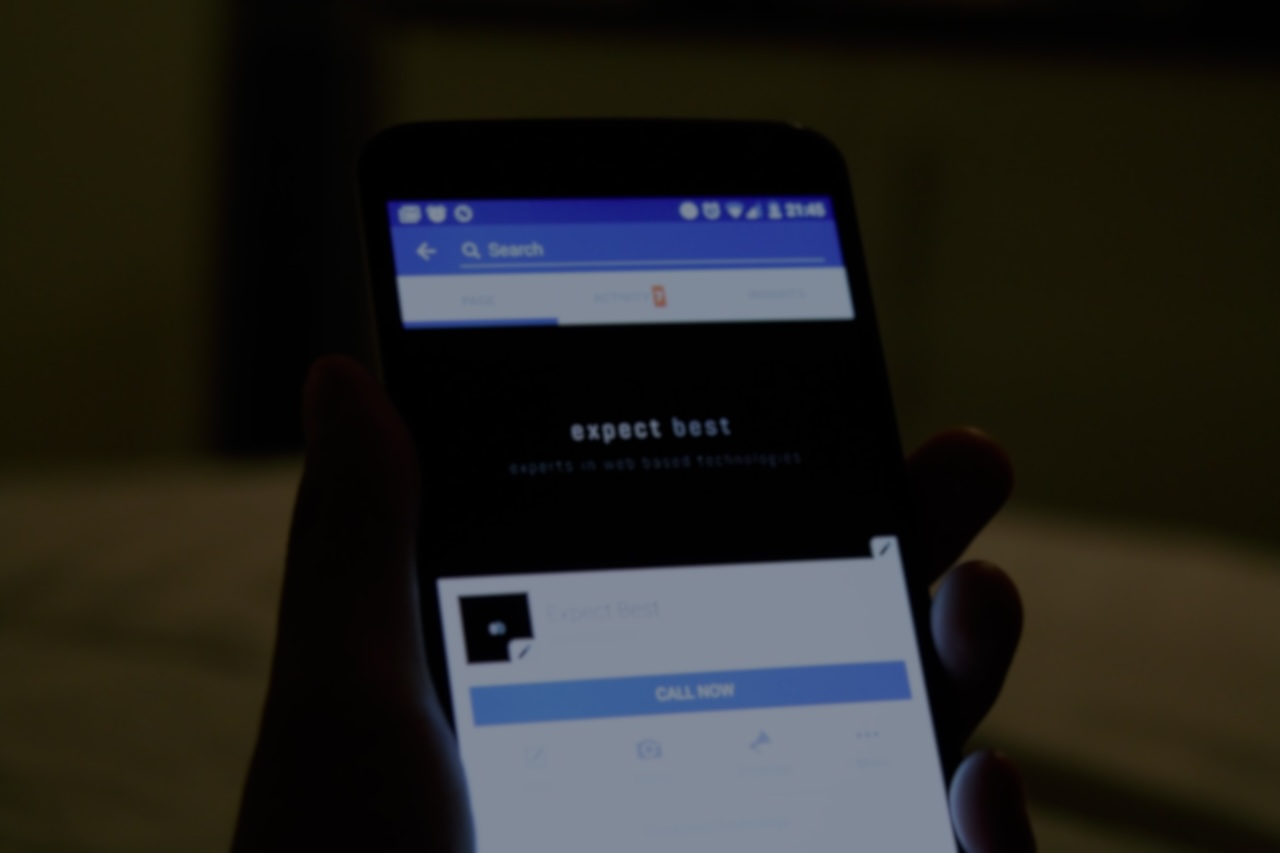 21:45
Search
PAGE ACTIVITY 7 INSIGHTS
expect best
experts in web based technologies
Expect Best
CALL NOW